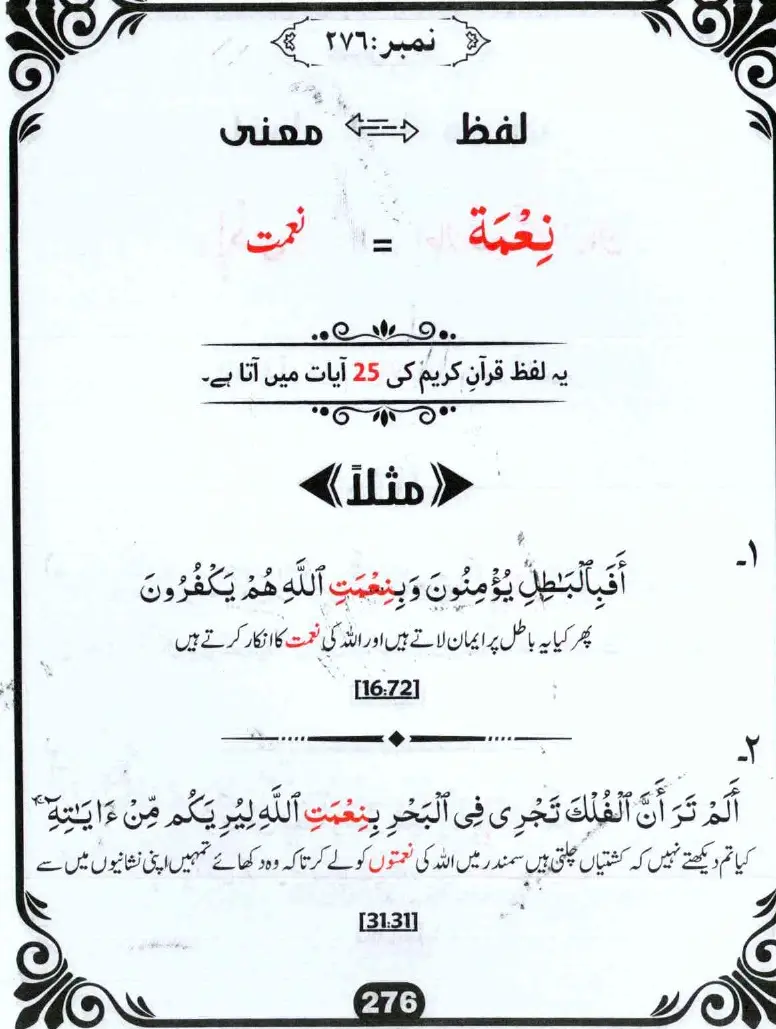 نمبر: ۲۷٦
لفظ ⇐⇒ معنی
نِعْمَة = نعمت
یہ لفظ قرآنِ کریم کی 25 آیات میں آتا ہے۔
مثلاً
۱۔
أَفَبِٱلْبَـٰطِلِ يُؤْمِنُونَ وَبِنِعْمَتِ ٱللَّهِ هُمْ يَكْفُرُونَ
پھر کیا یہ باطل پر ایمان لاتے ہیں اور اللہ کی نعمت کا انکار کرتے ہیں
[16:72]
۲۔
أَلَمْ تَرَ أَنَّ ٱلْفُلْكَ تَجْرِى فِى ٱلْبَحْرِ بِنِعْمَتِ ٱللَّهِ لِيُرِيَكُم مِّنْ ءَايَـٰتِهِۦٓ ۚ
کیا تم دیکھتے نہیں کہ کشتیاں چلتی ہیں سمندر میں اللہ کی نعمتوں کو لے کر تاکہ وہ دکھائے تمہیں اپنی نشانیوں میں سے
[31:31]
276